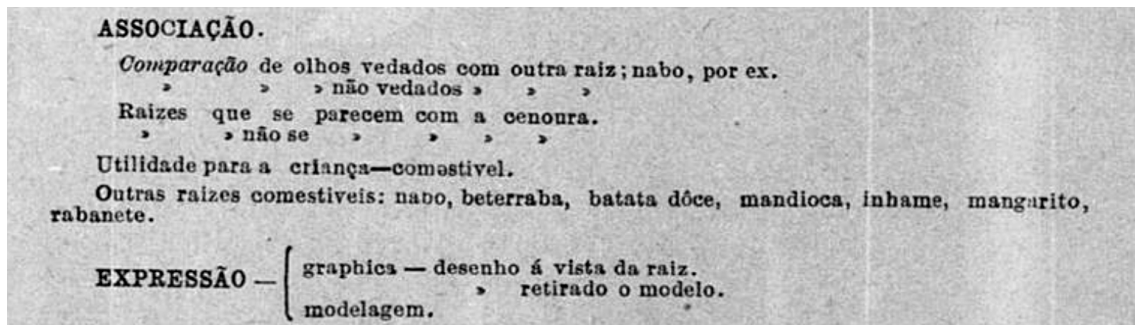 ASSOCIAÇÃO.
Comparação de olhos vedados com outra raiz; nabo, por ex.
» » » não vedados » » »
Raizes que se parecem com a cenoura.
» » não se » » » »
Utilidade para a criança—comestivel.
Outras raizes comestiveis: nabo, beterraba, batata dôce, mandioca, inhame, mangarito,
rabanete.
EXPRESSÃO — graphica — desenho á vista da raiz.
» retirado o modelo.
modelagem.